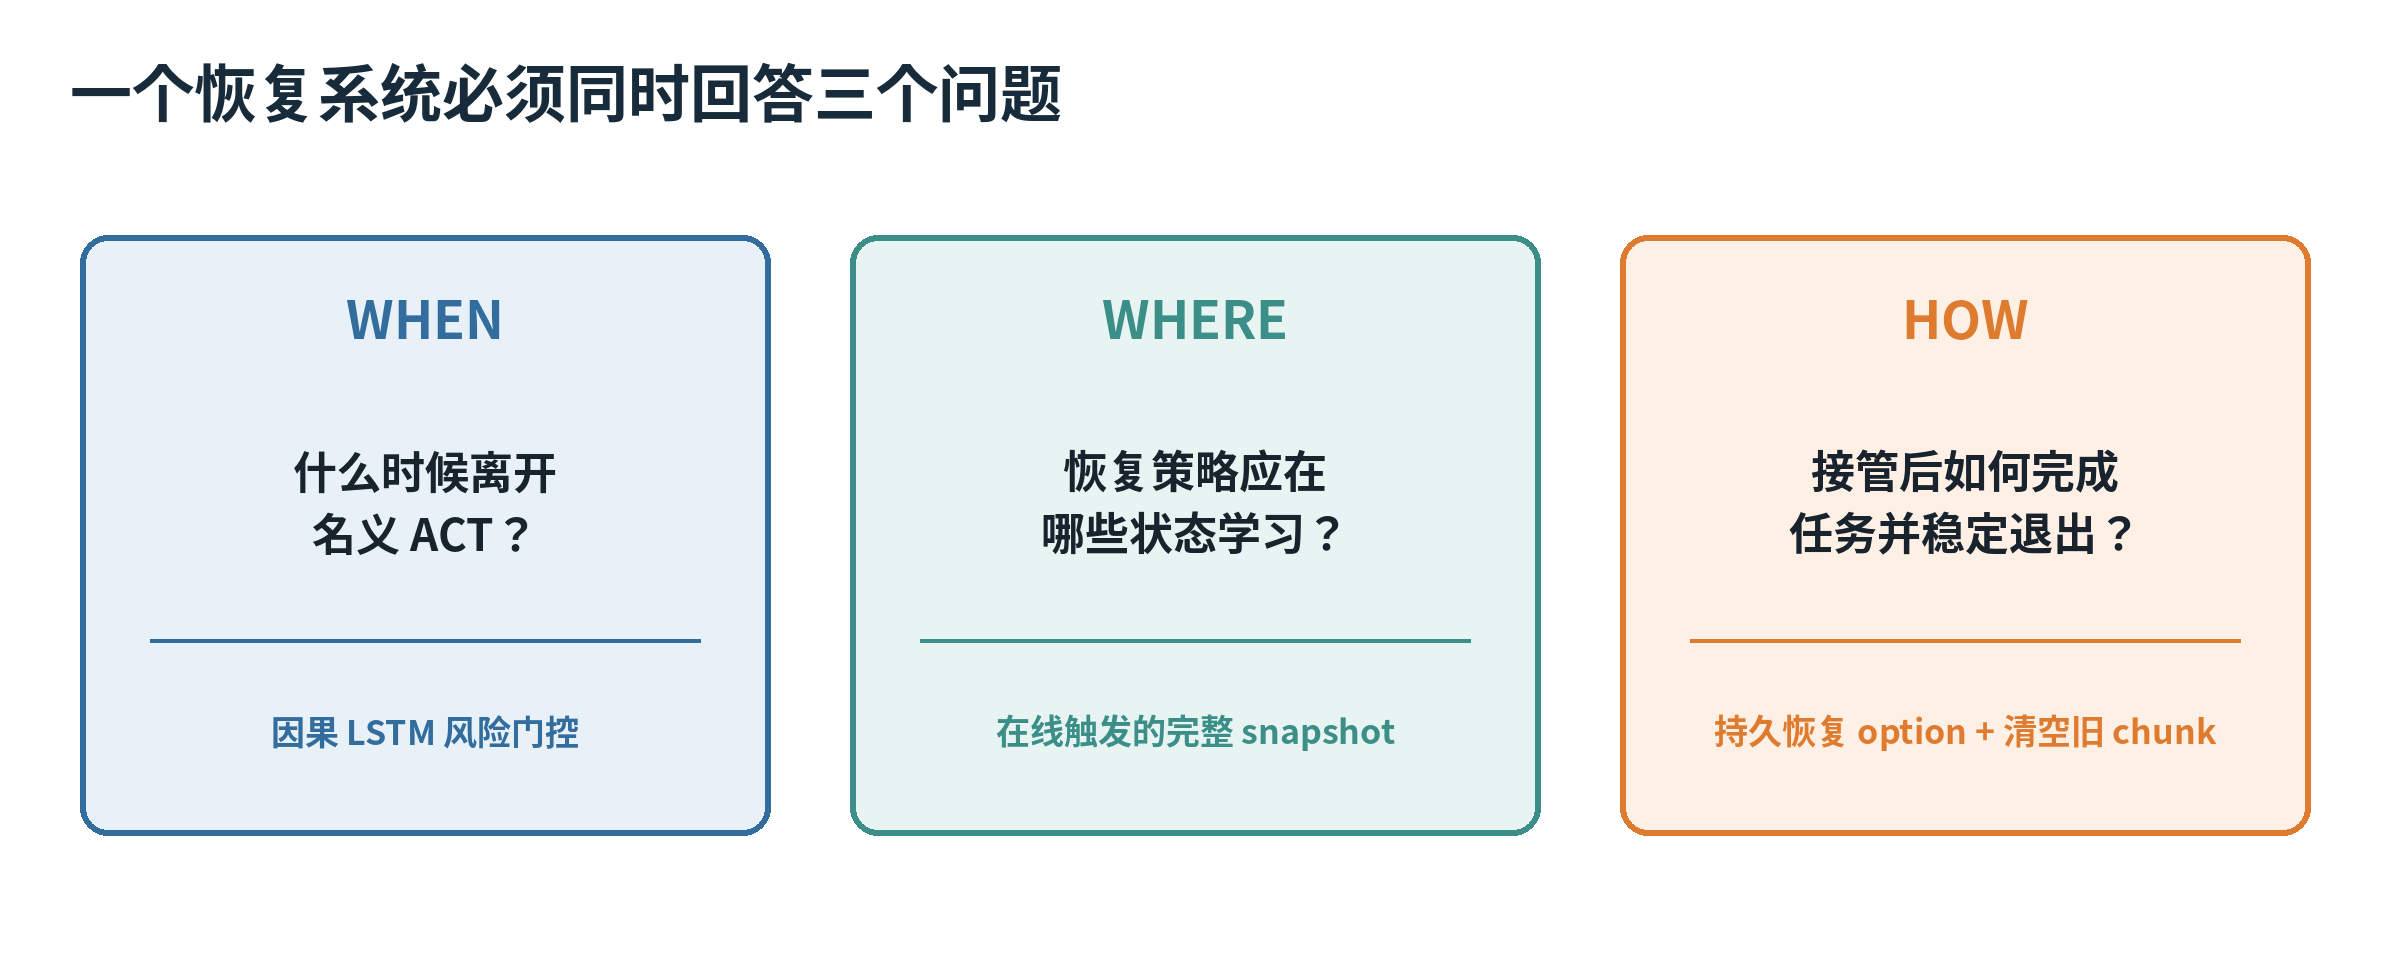 一个恢复系统必须同时回答三个问题
WHEN
什么时候离开
名义 ACT？
因果 LSTM 风险门控
WHERE
恢复策略应在
哪些状态学习？
在线触发的完整 snapshot
HOW
接管后如何完成
任务并稳定退出？
持久恢复 option + 清空旧 chunk